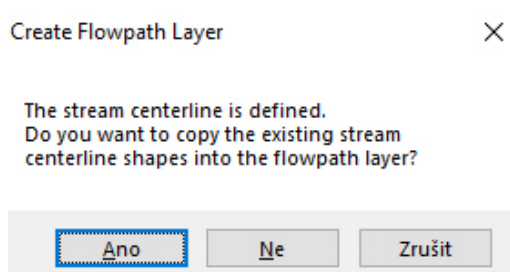 Create Flowpath Layer
The stream centerline is defined.
Do you want to copy the existing stream
centerline shapes into the flowpath layer?
Ano
Ne
Zrušit